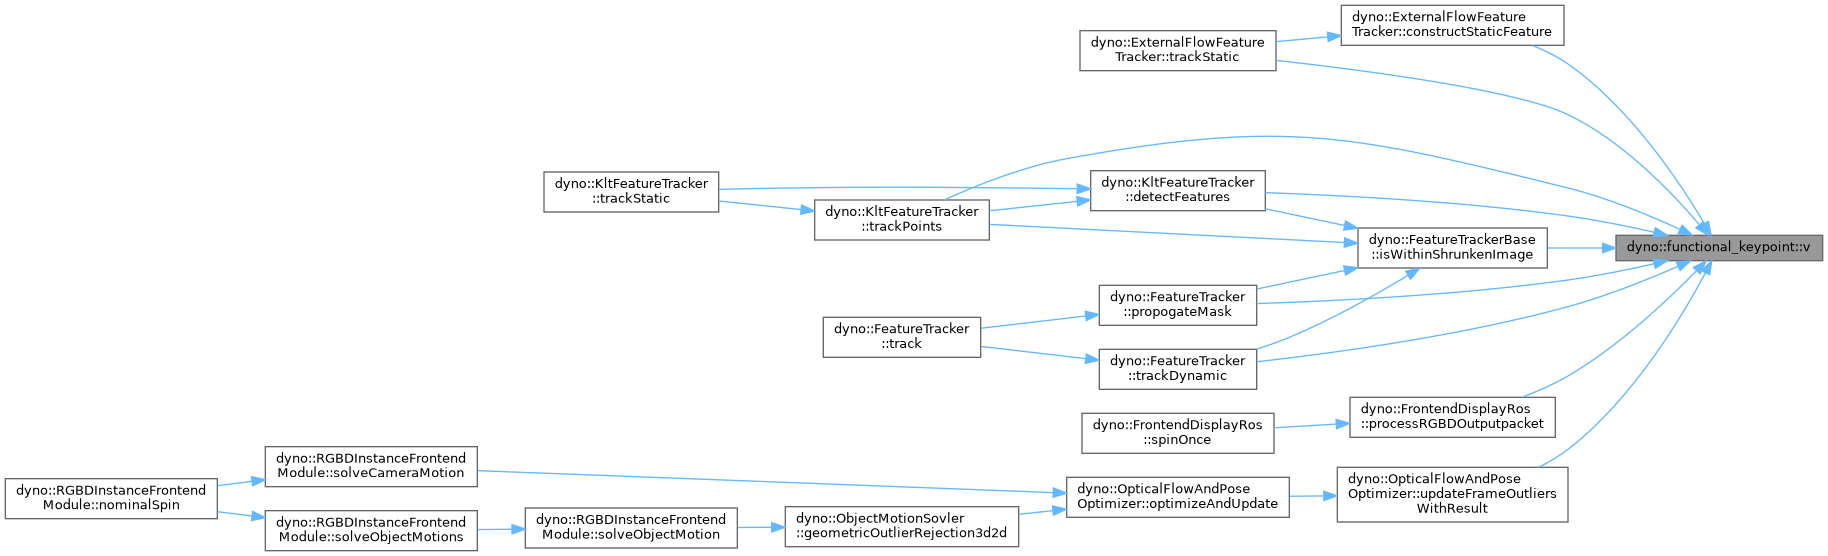 dyno::ExternalFlowFeature
Tracker::constructStaticFeature
dyno::ExternalFlowFeature
Tracker::trackStatic
dyno::KltFeatureTracker
::trackStatic
dyno::KltFeatureTracker
::detectFeatures
dyno::KltFeatureTracker
::trackPoints
dyno::FeatureTrackerBase
::isWithinShrunkenImage
dyno::functional_keypoint::v
dyno::FeatureTracker
::propogateMask
dyno::FeatureTracker
::track
dyno::FeatureTracker
::trackDynamic
dyno::FrontendDisplayRos
::processRGBDOutputpacket
dyno::FrontendDisplayRos
::spinOnce
dyno::RGBDInstanceFrontend
Module::solveCameraMotion
dyno::OpticalFlowAndPose
Optimizer::updateFrameOutliers
WithResult
dyno::RGBDInstanceFrontend
Module::nominalSpin
dyno::OpticalFlowAndPose
Optimizer::optimizeAndUpdate
dyno::RGBDInstanceFrontend
Module::solveObjectMotions
dyno::RGBDInstanceFrontend
Module::solveObjectMotion
dyno::ObjectMotionSovler
::geometricOutlierRejection3d2d